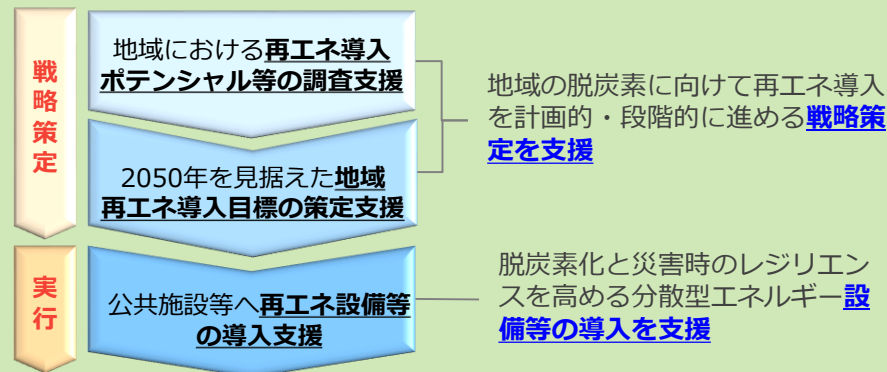 戦略策定
地域における再エネ導入
ポテンシャル等の調査支援
2050年を見据えた地域
再エネ導入目標の策定支援
地域の脱炭素に向けて再エネ導入
を計画的・段階的に進める戦略策
定を支援
実行
公共施設等へ再エネ設備等
の導入支援
脱炭素化と災害時のレジリエン
スを高める分散型エネルギー設
備等の導入を支援